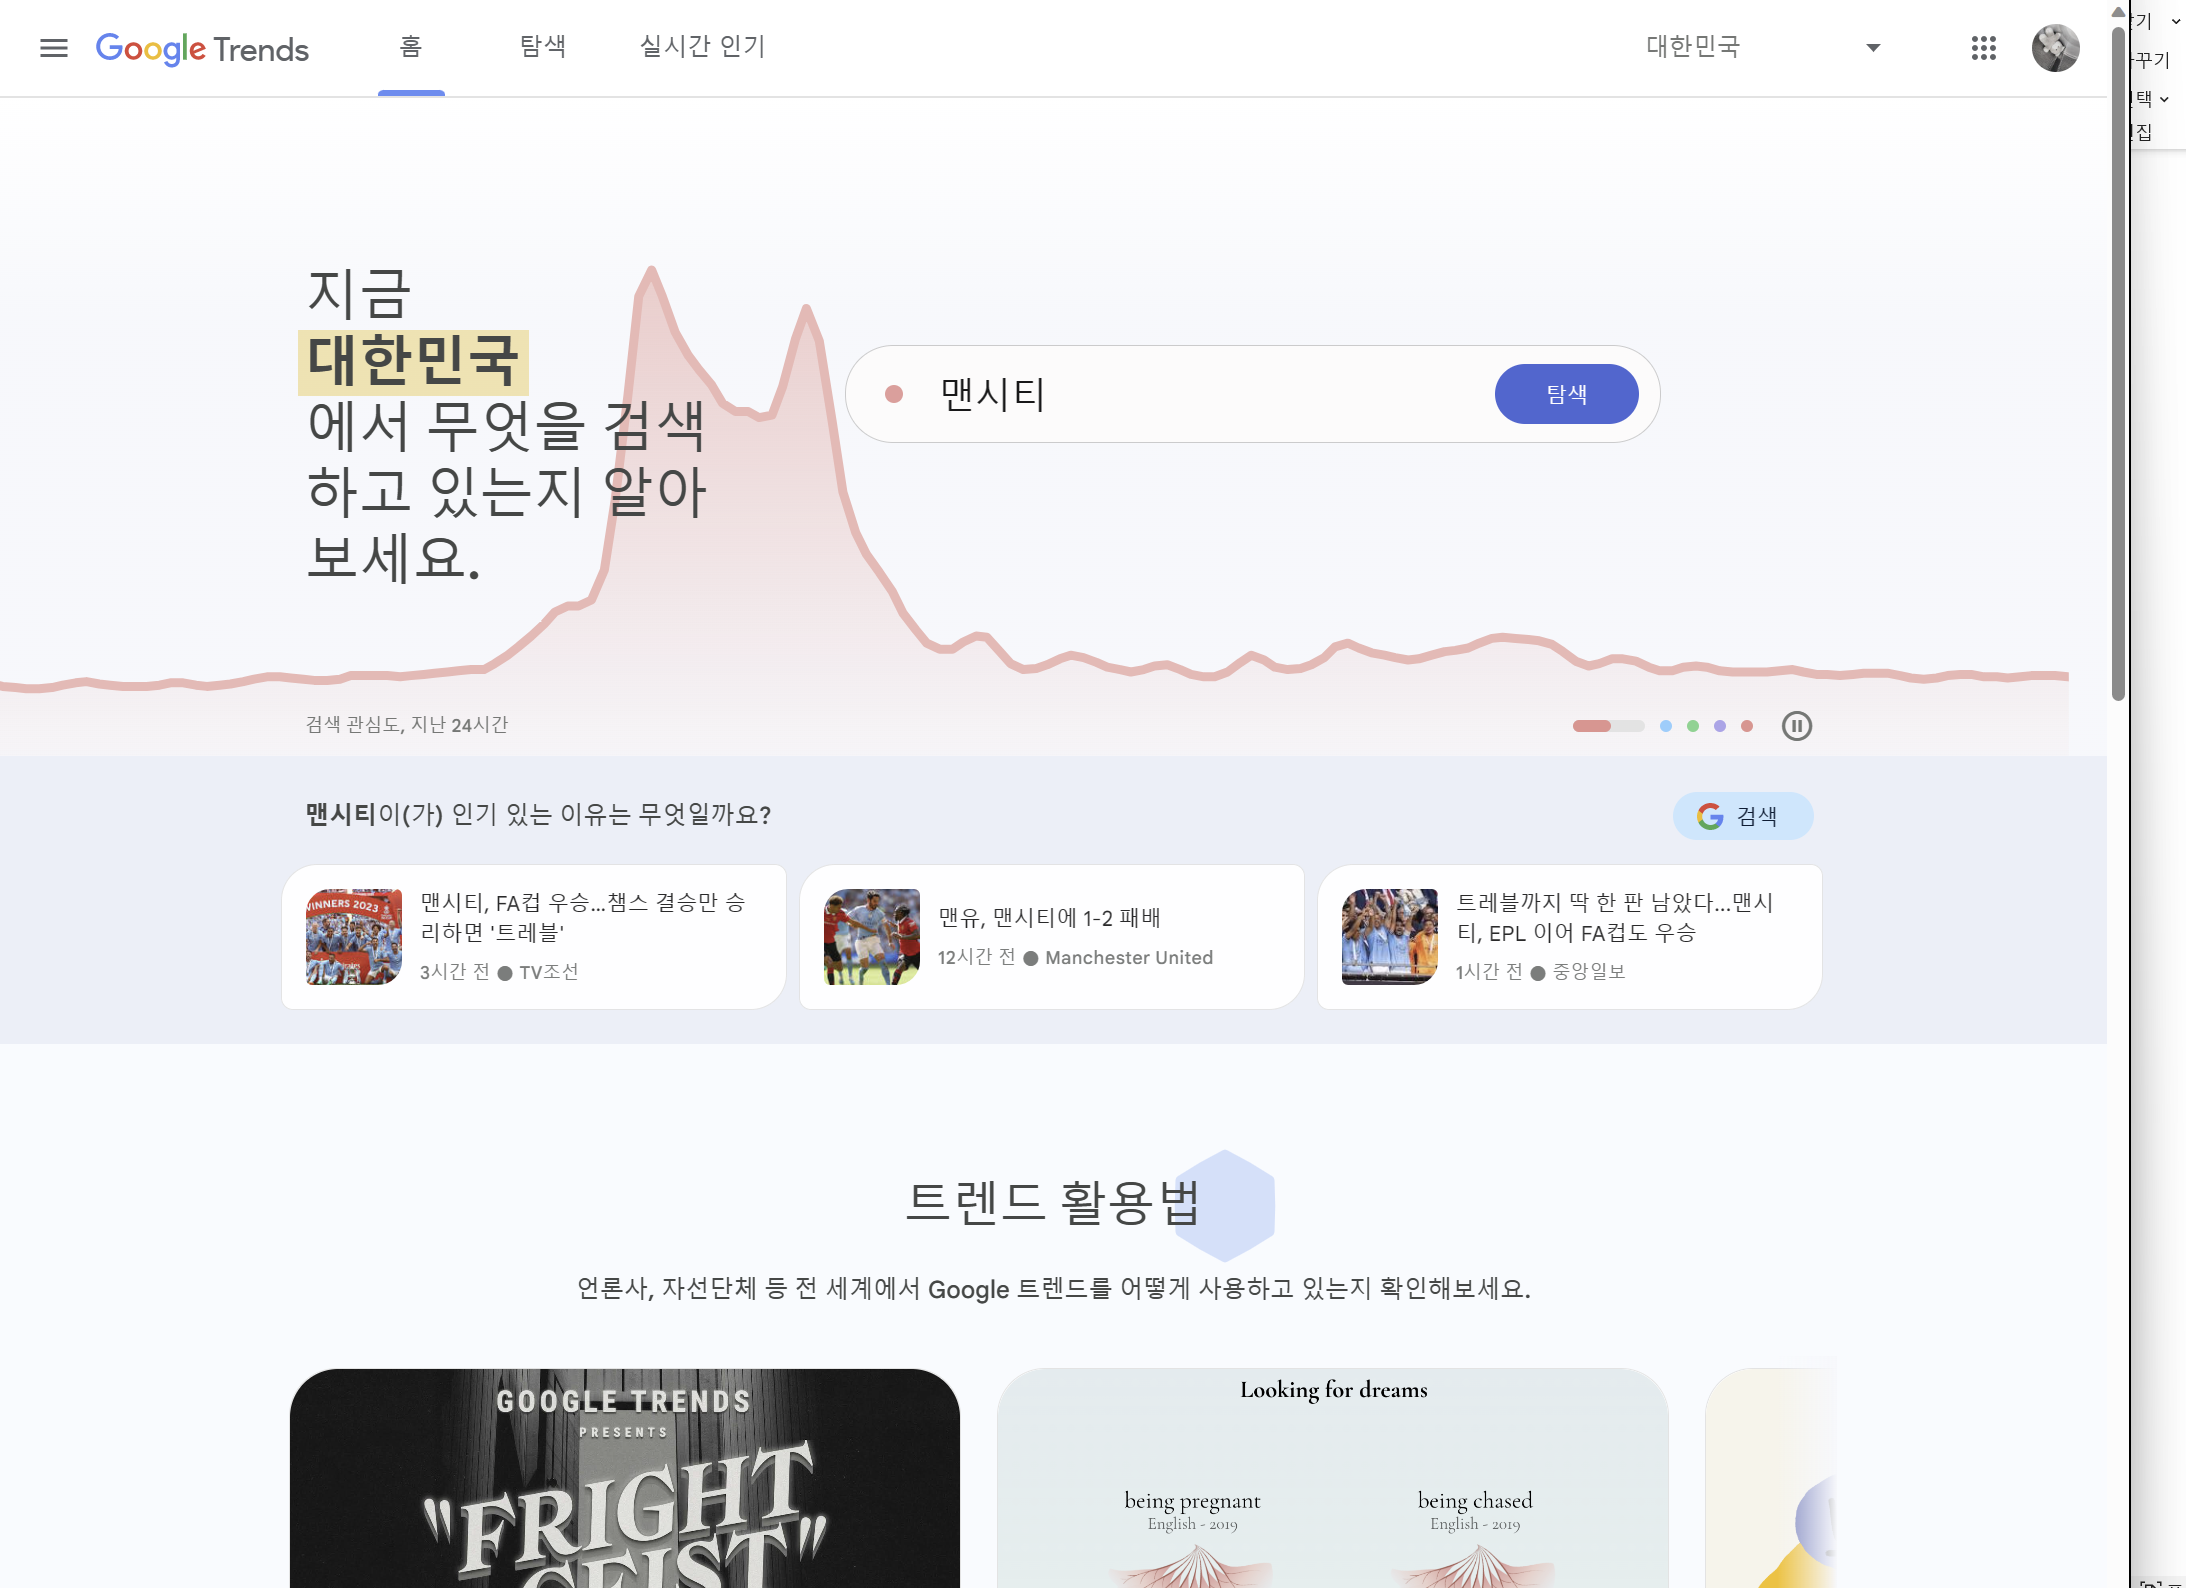 Google Trends
홈
탐색
실시간 인기
대한민국
꾸기
택
집
지금
대한민국
에서 무엇을 검색
하고 있는지 알아
보세요.
맨시티
탐색
검색 관심도, 지난 24시간
맨시티이(가) 인기 있는 이유는 무엇일까요?
검색
WINNERS 2023
맨시티, FA컵 우승...챔스 결승만 승
리하면 '트레블'
3시간 전 ● TV조선
맨유, 맨시티에 1-2 패배
12시간 전 ● Manchester United
트레블까지 딱 한 판 남았다...맨시
티, EPL 이어 FA컵도 우승
1시간 전 ● 중앙일보
트렌드 활용법
언론사, 자선단체 등 전 세계에서 Google 트렌드를 어떻게 사용하고 있는지 확인해보세요.
GOOGLE TRENDS
PRESENTS
"FRIGHT
GEIST"
Looking for dreams
being pregnant
English - 2019
being chased
English - 2019